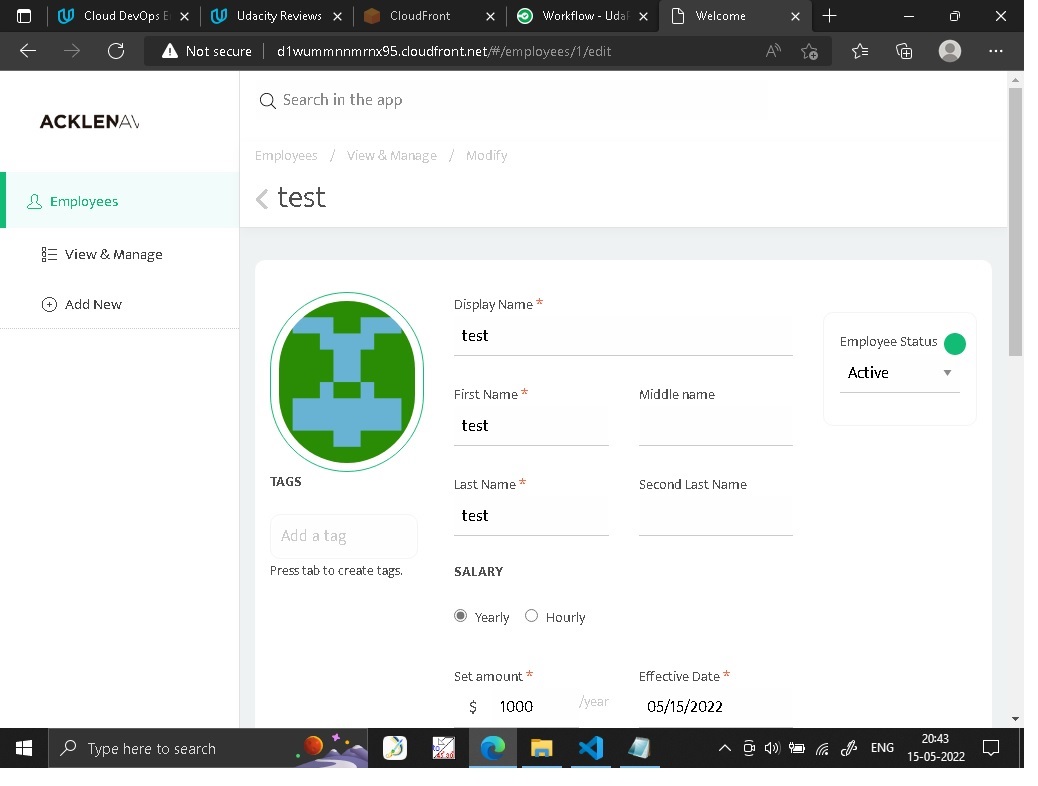 Cloud DevOps E
Udacity Reviews
CloudFront
Workflow - Uda
Welcome
Not secure
d1wummnnmrnx95.cloudfront.net/#/employees/1/edit
ACKLENAV
Search in the app
Employees / View & Manage / Modify
test
Employees
View & Manage
Add New
TAGS
Add a tag
Press tab to create tags.
Display Name *
test
First Name *
test
Middle name
Last Name *
test
Second Last Name
SALARY
Yearly
Hourly
Set amount *
$ 1000 /year
Effective Date *
05/15/2022
Employee Status
Active
Type here to search
ENG
20:43
15-05-2022